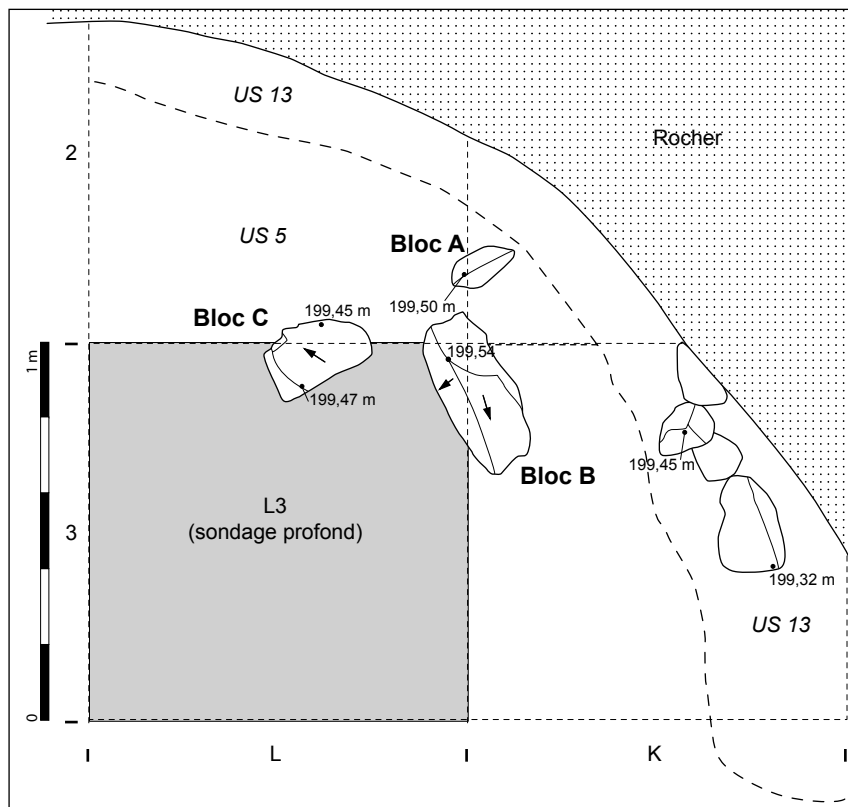 US 13
Rocher
2
US 5
Bloc A
199,50 m
Bloc C
199,45 m
199,54
1m
199,47 m
199,45 m
Bloc B
L3
(sondage profond)
3
199,32 m
US 13
0
L
K